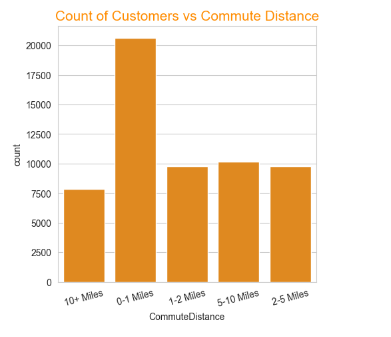 Count of Customers vs Commute Distance
20000
17500
15000
12500
10000
7500
5000
2500
0
count
10+ Miles
0-1 Miles
1-2 Miles
5-10 Miles
2-5 Miles
CommuteDistance